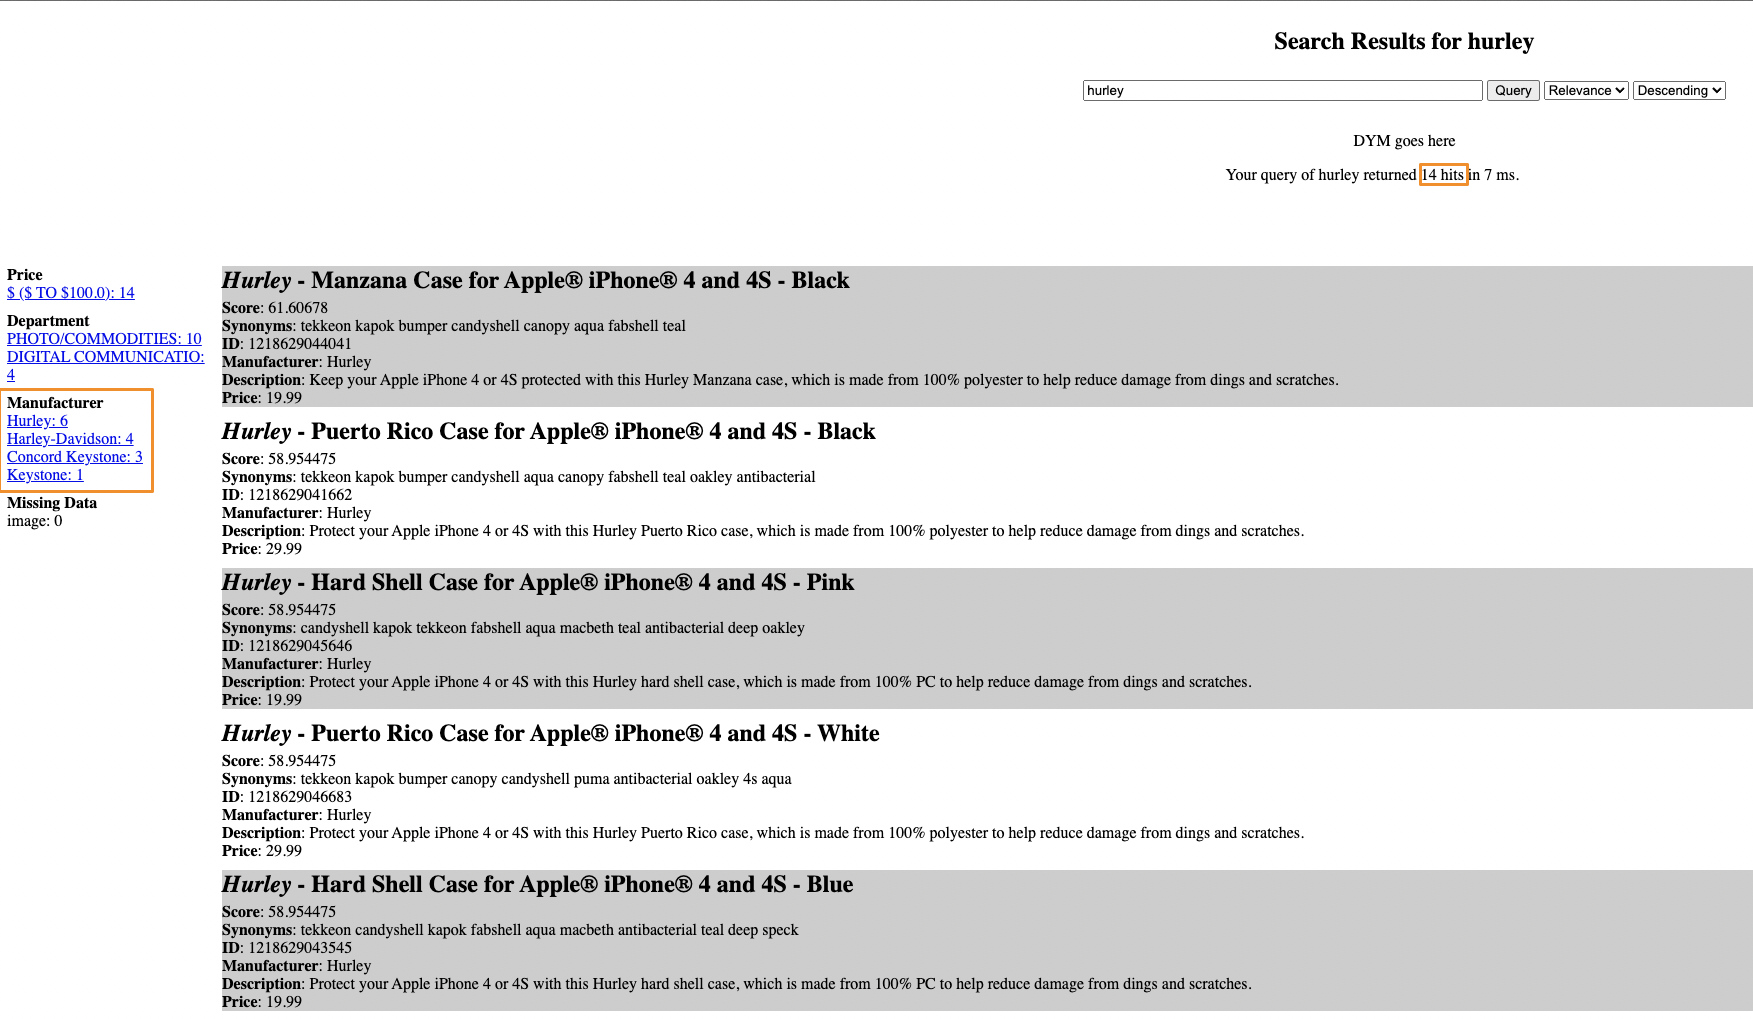 Search Results for hurley
hurley Query Relevance Descending
DYM goes here
Your query of hurley returned 14 hits in 7 ms.
Price
$ ($ TO $100.0): 14
Department
PHOTO/COMMODITIES: 10
DIGITAL COMMUNICATIO:
4
Manufacturer
Hurley: 6
Harley-Davidson: 4
Concord Keystone: 3
Keystone: 1
Missing Data
image: 0
Hurley - Manzana Case for Apple® iPhone® 4 and 4S - Black
Score: 61.60678
Synonyms: tekkeon kapok bumper candyshell canopy aqua fabshell teal
ID: 1218629044041
Manufacturer: Hurley
Description: Keep your Apple iPhone 4 or 4S protected with this Hurley Manzana case, which is made from 100% polyester to help reduce damage from dings and scratches.
Price: 19.99
Hurley - Puerto Rico Case for Apple® iPhone® 4 and 4S - Black
Score: 58.954475
Synonyms: tekkeon kapok bumper candyshell aqua canopy fabshell teal oakley antibacterial
ID: 1218629041662
Manufacturer: Hurley
Description: Protect your Apple iPhone 4 or 4S with this Hurley Puerto Rico case, which is made from 100% polyester to help reduce damage from dings and scratches.
Price: 29.99
Hurley - Hard Shell Case for Apple® iPhone® 4 and 4S - Pink
Score: 58.954475
Synonyms: candyshell kapok tekkeon fabshell aqua macbeth teal antibacterial deep oakley
ID: 1218629045646
Manufacturer: Hurley
Description: Protect your Apple iPhone 4 or 4S with this Hurley hard shell case, which is made from 100% PC to help reduce damage from dings and scratches.
Price: 19.99
Hurley - Puerto Rico Case for Apple® iPhone® 4 and 4S - White
Score: 58.954475
Synonyms: tekkeon kapok bumper canopy candyshell puma antibacterial oakley 4s aqua
ID: 1218629046683
Manufacturer: Hurley
Description: Protect your Apple iPhone 4 or 4S with this Hurley Puerto Rico case, which is made from 100% polyester to help reduce damage from dings and scratches.
Price: 29.99
Hurley - Hard Shell Case for Apple® iPhone® 4 and 4S - Blue
Score: 58.954475
Synonyms: tekkeon candyshell kapok fabshell aqua macbeth antibacterial teal deep speck
ID: 1218629043545
Manufacturer: Hurley
Description: Protect your Apple iPhone 4 or 4S with this Hurley hard shell case, which is made from 100% PC to help reduce damage from dings and scratches.
Price: 19.99